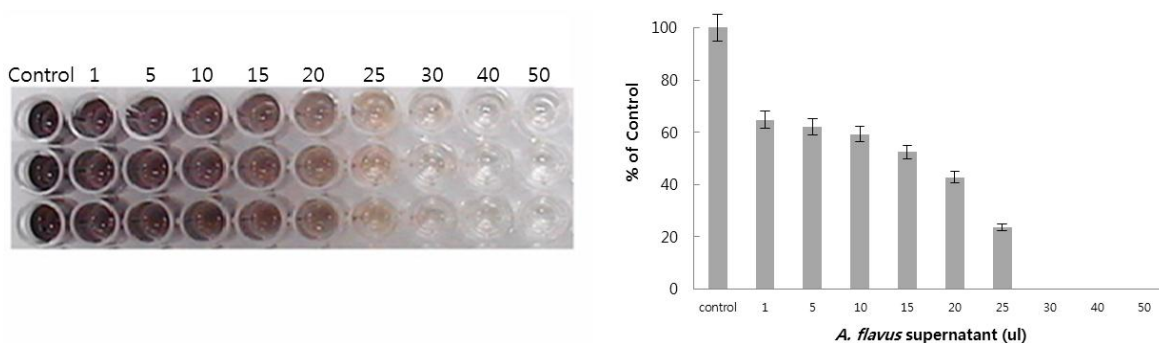 Control 1 5 10 15 20 25 30 40 50
% of Control
100
80
60
40
20
0
control 1 5 10 15 20 25 30 40 50
A. flavus supernatant (ul)